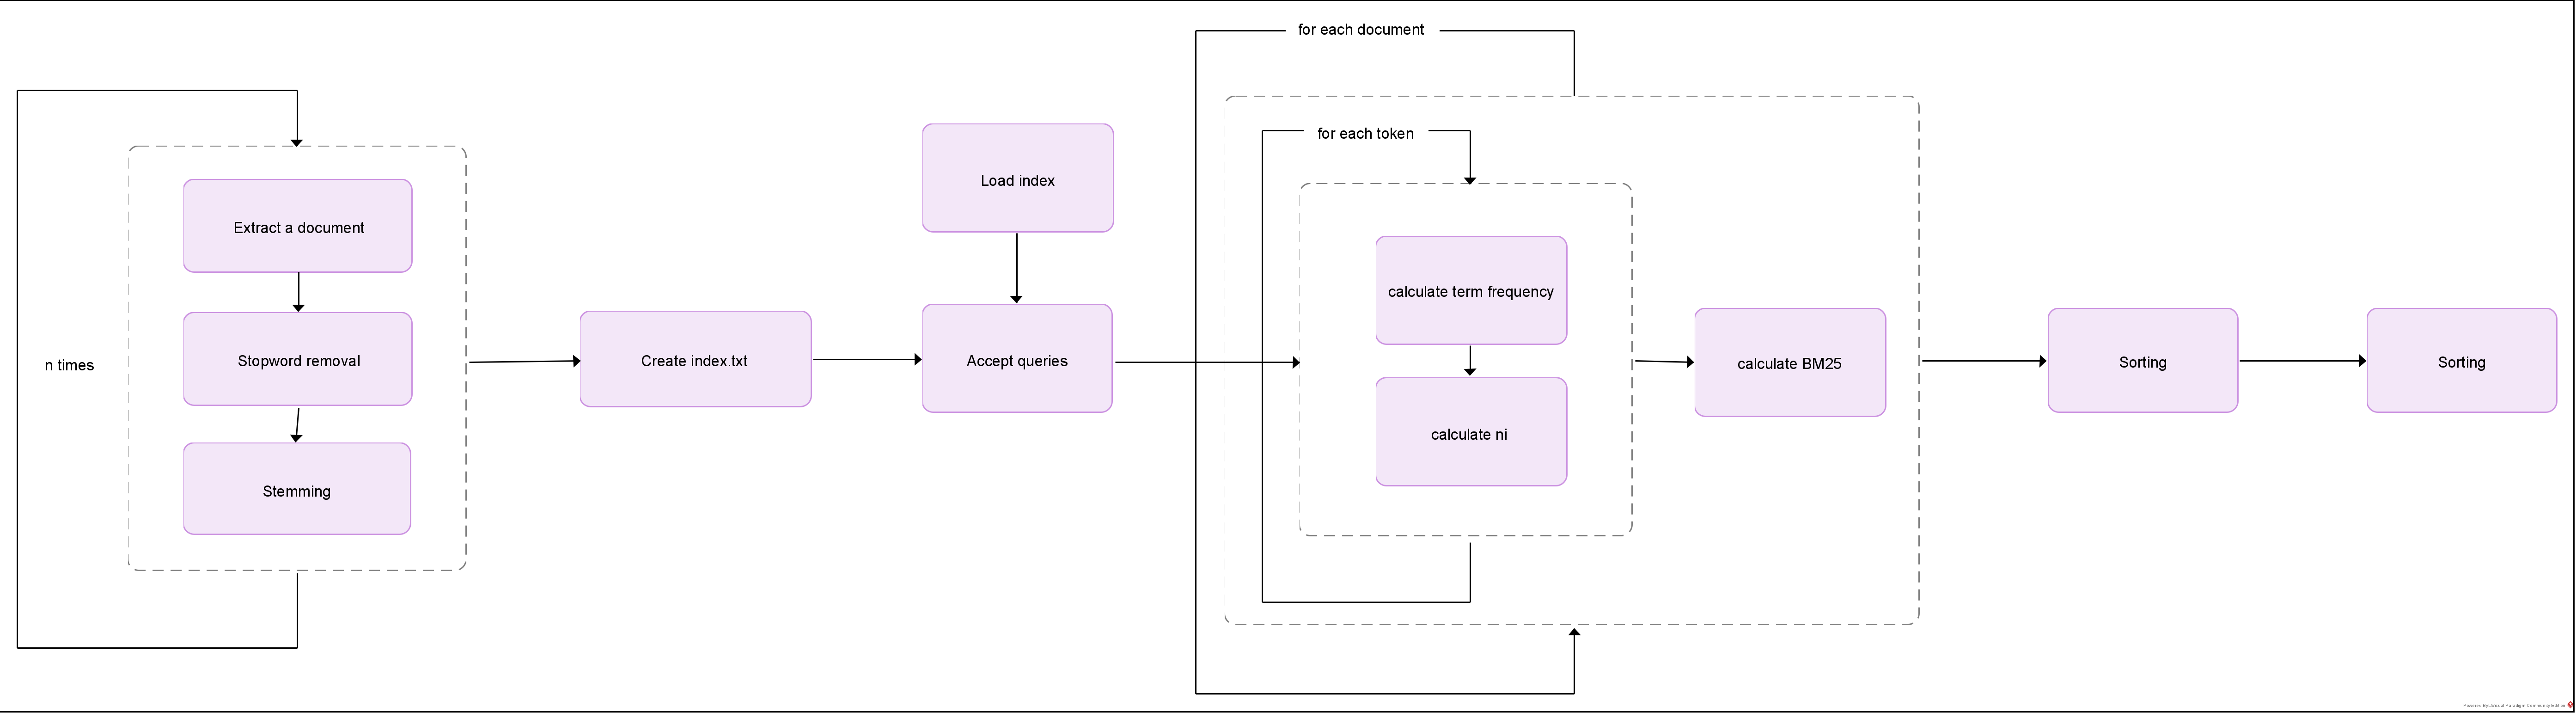 for each document
for each token
Load index
Extract a document
calculate term frequency
Stopword removal
n times
Create index.txt
Accept queries
calculate BM25
Sorting
Sorting
calculate ni
Stemming
Powered By Visual Paradigm Community Edition